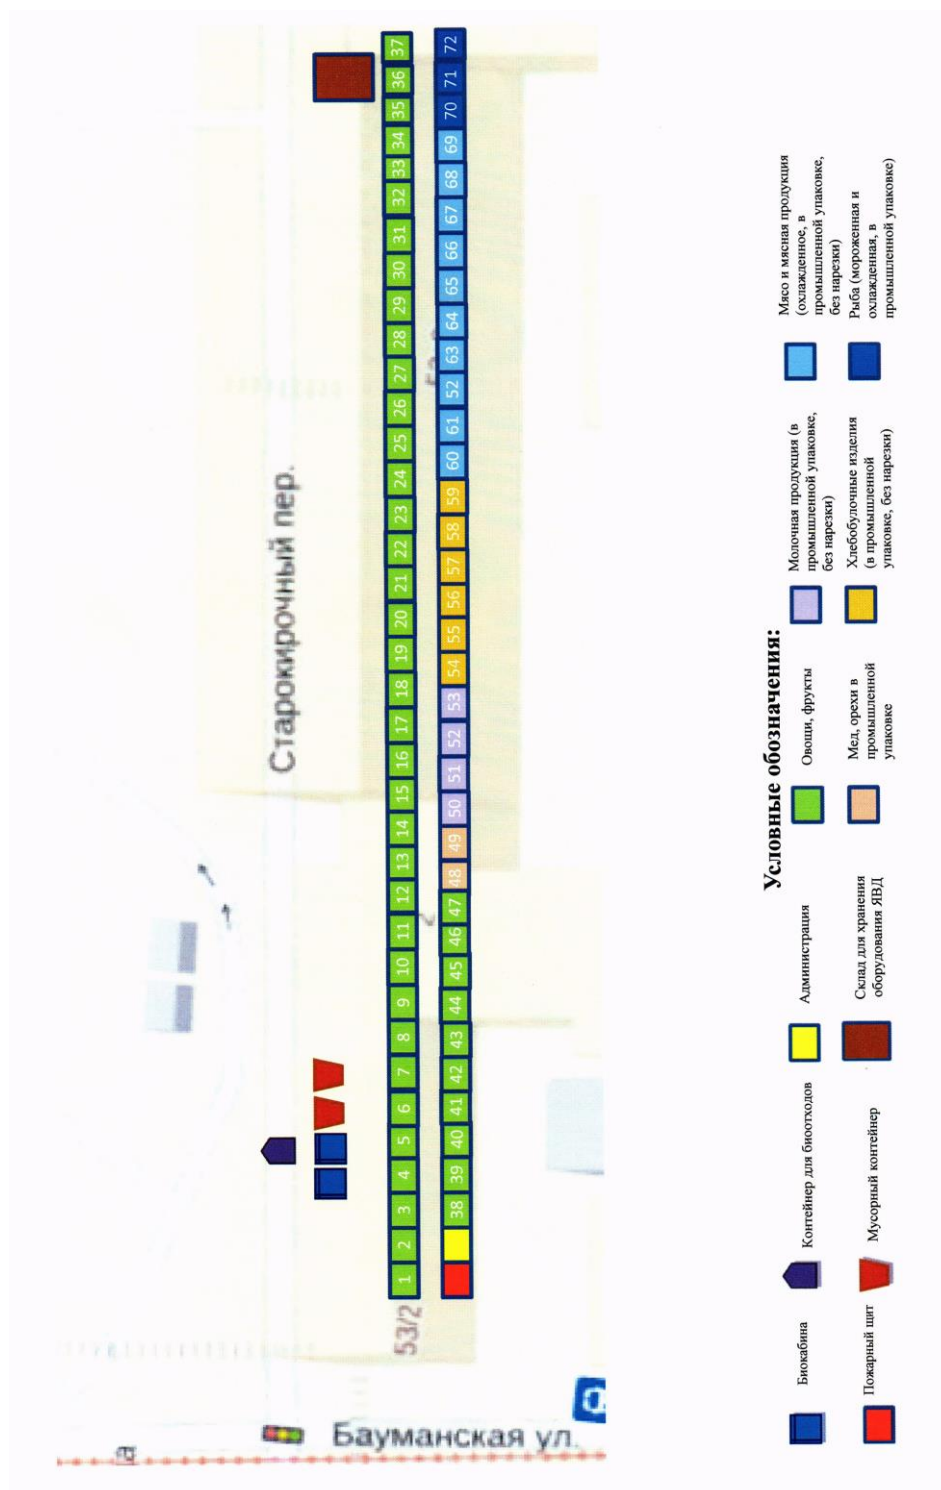 Старокирочный пер.
53/2
1 2 3 4 5 6 7 8 9 10 11 12 13 14 15 16 17 18 19 20 21 22 23 24 25 26 27 28 29 30 31 32 33 34 35 36 37
2
38 39 40 41 42 43 44 45 46 47 48 49 50 51 52 53 54 55 56 57 58 59 60 61 52 63 64 65 66 67 68 69 70 71 72
Бауманская ул.
а
Условные обозначения:
Биокабина
Контейнер для биоотходов
Администрация
Овощи, фрукты
Молочная продукция (в
промышленной упаковке,
без нарезки)
Мясо и мясная продукция
(охлажденное, в
промышленной упаковке,
без нарезки)
Пожарный щит
Мусорный контейнер
Склад для хранения
оборудования ЯВД
Мед, орехи в
промышленной
упаковке
Хлебобулочные изделия
(в промышленной
упаковке, без нарезки)
Рыба (мороженная и
охлажденная, в
промышленной упаковке)